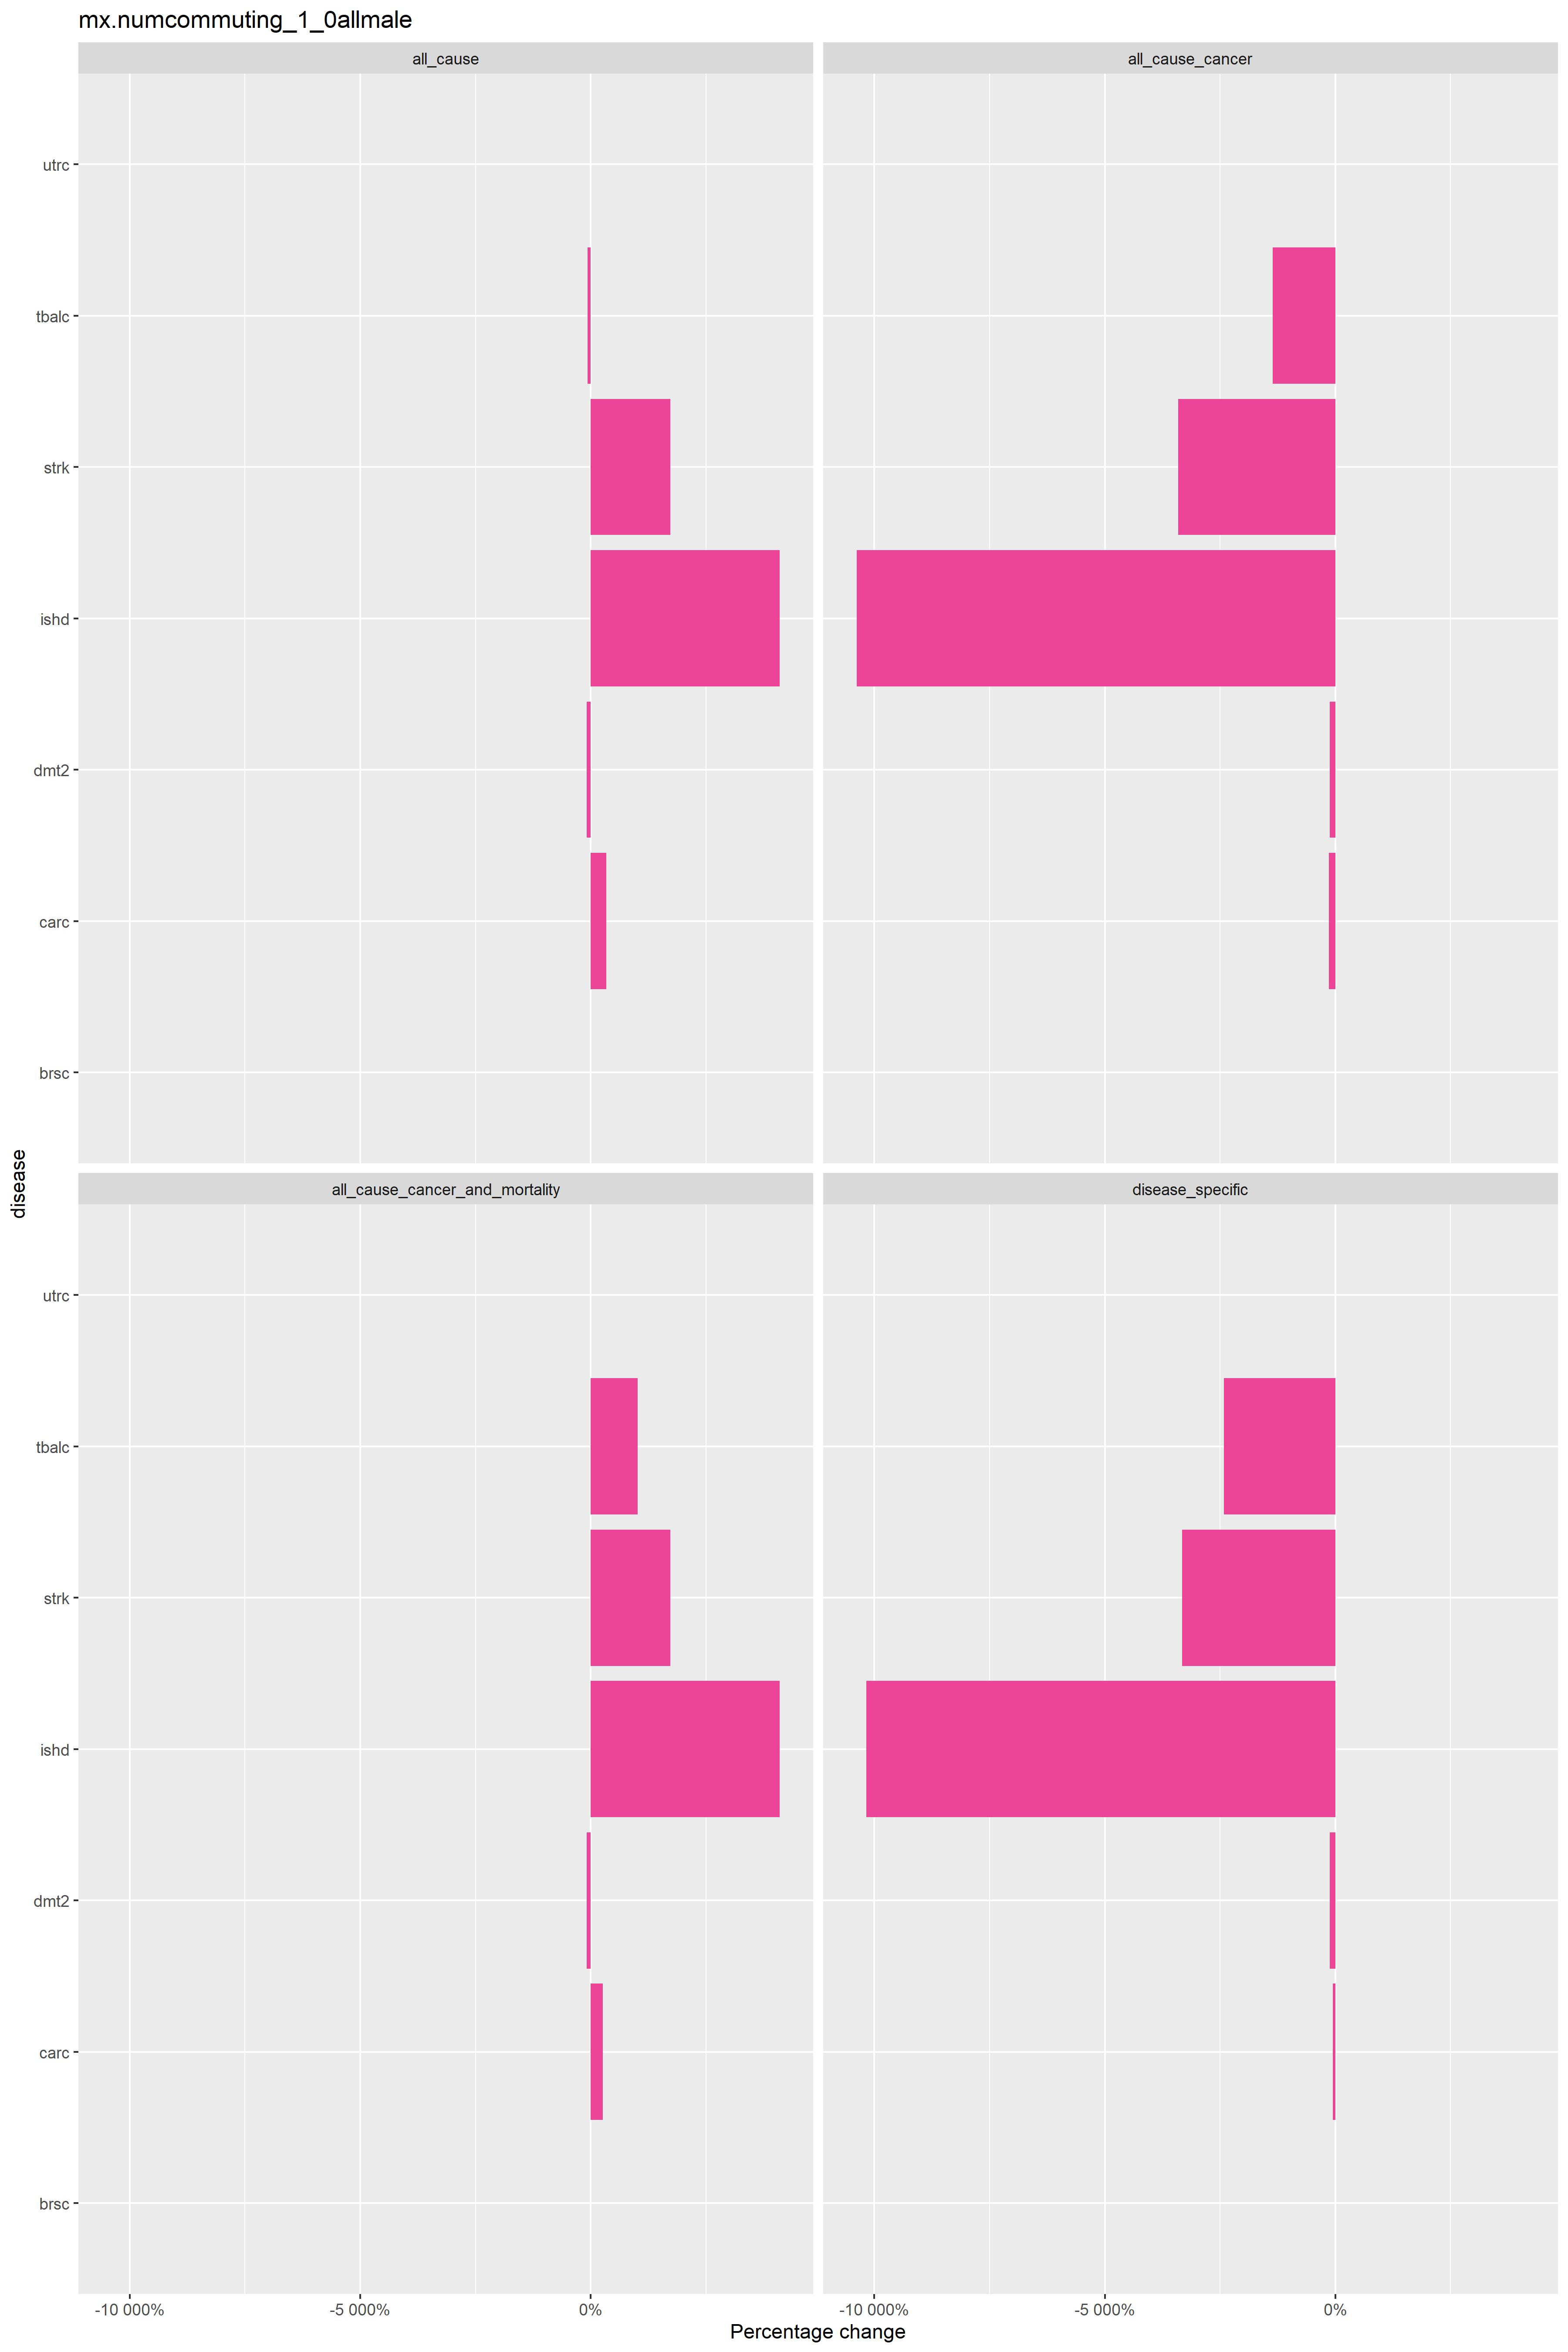 mx.numcommuting_1_0allmale
all_cause
all_cause_cancer
utrc
tbalc
strk
ishd
dmt2
carc
brsc
disease
all_cause_cancer_and_mortality
disease_specific
utrc
tbalc
strk
ishd
dmt2
carc
brsc
-10 000%
-5 000%
0%
-10 000%
-5 000%
0%
Percentage change